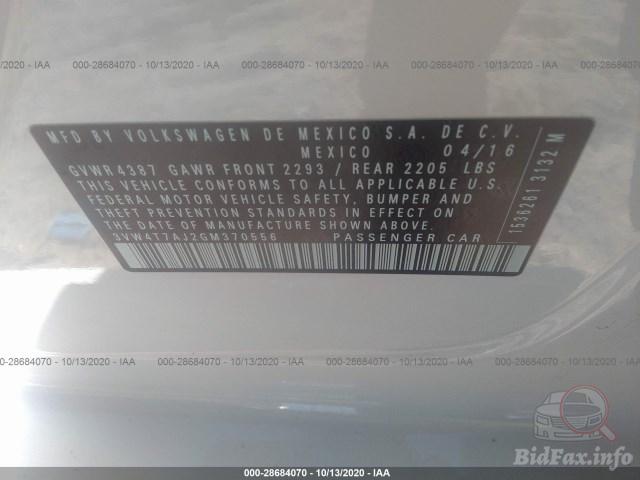 000-28684070 - 10/13/2020 - IAA
MFD BY VOLKSWAGEN DE MEXICO S.A. DE C.V.
MEXICO 04/16
GVWR 4387 GAWR FRONT 2293 / REAR 2205 LBS
THIS VEHICLE CONFORMS TO ALL APPLICABLE U.S.
FEDERAL MOTOR VEHICLE SAFETY, BUMPER AND
THEFT PREVENTION STANDARDS IN EFFECT ON
THE DATE OF MANUFACTURE SHOWN ABOVE.
3VW4T7AJ2GM370556 PASSENGER CAR
1536261 3132 M
000-28684070 - 10/13/2020 - IAA
000-28684070 - 10/13/2020 - IAA
BidFax.info